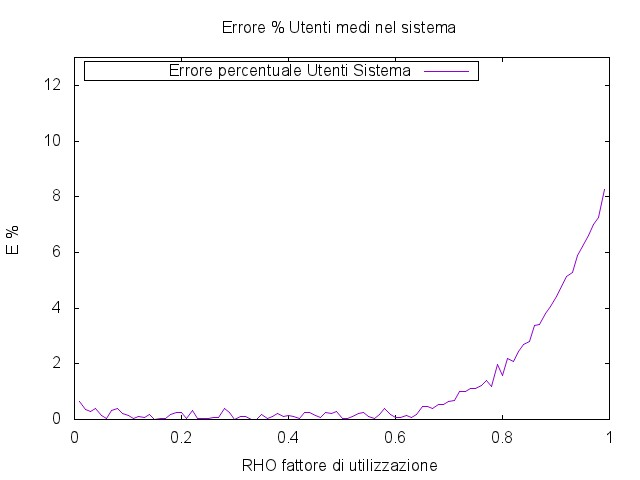 Errore % Utenti medi nel sistema
Errore percentuale Utenti Sistema
12
10
8
6
4
2
0
E %
0 0.2 0.4 0.6 0.8 1
RHO fattore di utilizzazione